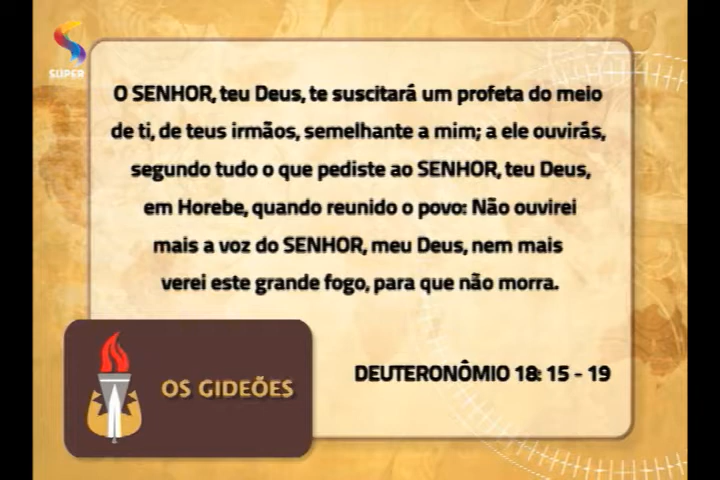 SUPER
O SENHOR, teu Deus, te suscitará um profeta do meio
de ti, de teus irmãos, semelhante a mim; a ele ouvirás,
segundo tudo o que pediste ao SENHOR, teu Deus,
em Horebe, quando reunido o povo: Não ouvirei
mais a voz do SENHOR, meu Deus, nem mais
verei este grande fogo, para que não morra.
DEUTERONÔMIO 18: 15 - 19
OS GIDEÕES